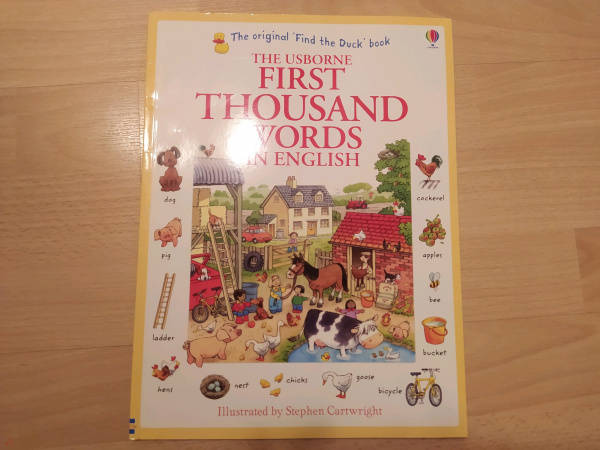 The original 'Find the Duck' book
THE USBORNE
FIRST
THOUSAND
WORDS
IN ENGLISH
dog
cockerel
pig
apples
bee
ladder
bucket
hens
nest
chicks
goose
bicycle
Illustrated by Stephen Cartwright